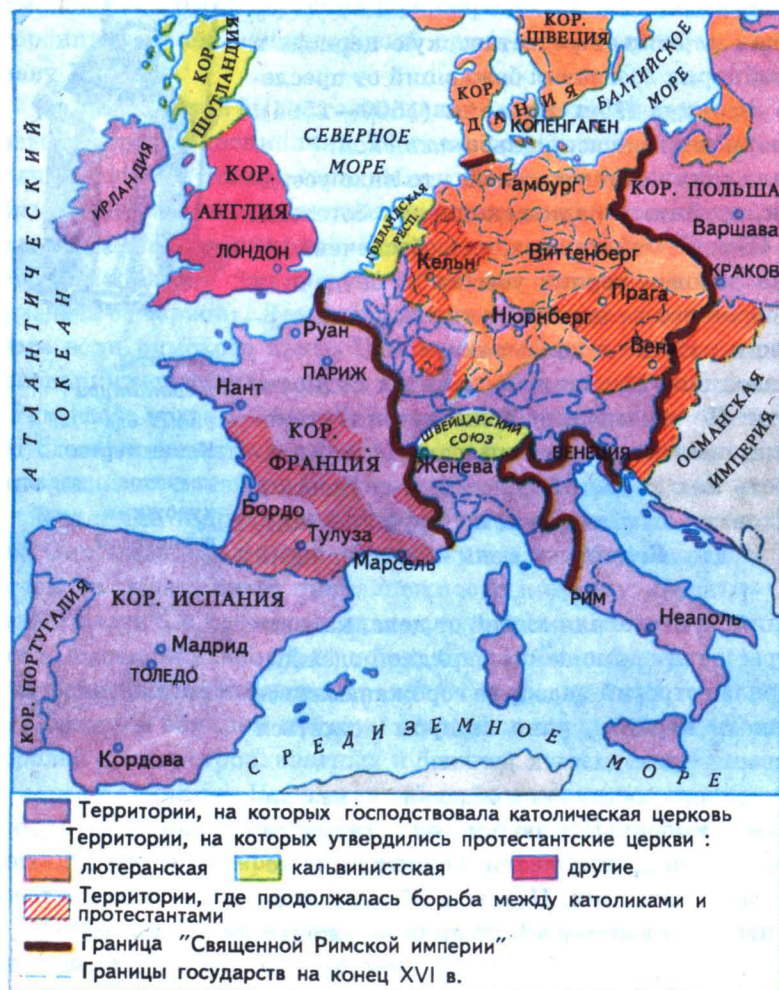 КОР.
ШВЕЦИЯ
КОР.
ШОТЛАНДИЯ
КОР.
ДАНИЯ
БАЛТИЙСКОЕ
МОРЕ
КОПЕНГАГЕН
СЕВЕРНОЕ
МОРЕ
АТЛАНТИЧЕСКИЙ
ОКЕАН
ИРЛАНДИЯ
КОР.
АНГЛИЯ
ЛОНДОН
ГОЛЛАНДСКАЯ
РЕСП.
Гамбург
КОР. ПОЛЬША
Варшава
КРАКОВ
Кельн
Виттенберг
Прага
Нюрнберг
Вена
Руан
ПАРИЖ
Нант
КОР.
ФРАНЦИЯ
ШВЕЙЦАРСКИЙ
СОЮЗ
Женева
ВЕНЕЦИЯ
ОСМАНСКАЯ
ИМПЕРИЯ
Бордо
Тулуза
Марсель
КОР. ИСПАНИЯ
КОР. ПОРТУГАЛИЯ
Мадрид
ТОЛЕДО
Кордова
РИМ
Неаполь
СРЕДИЗЕМНОЕ МОРЕ
Территории, на которых господствовала католическая церковь
Территории, на которых утвердились протестантские церкви :
лютеранская
кальвинистская
другие
Территории, где продолжалась борьба между католиками и
протестантами
Граница "Священной Римской империи"
Границы государств на конец XVI в.